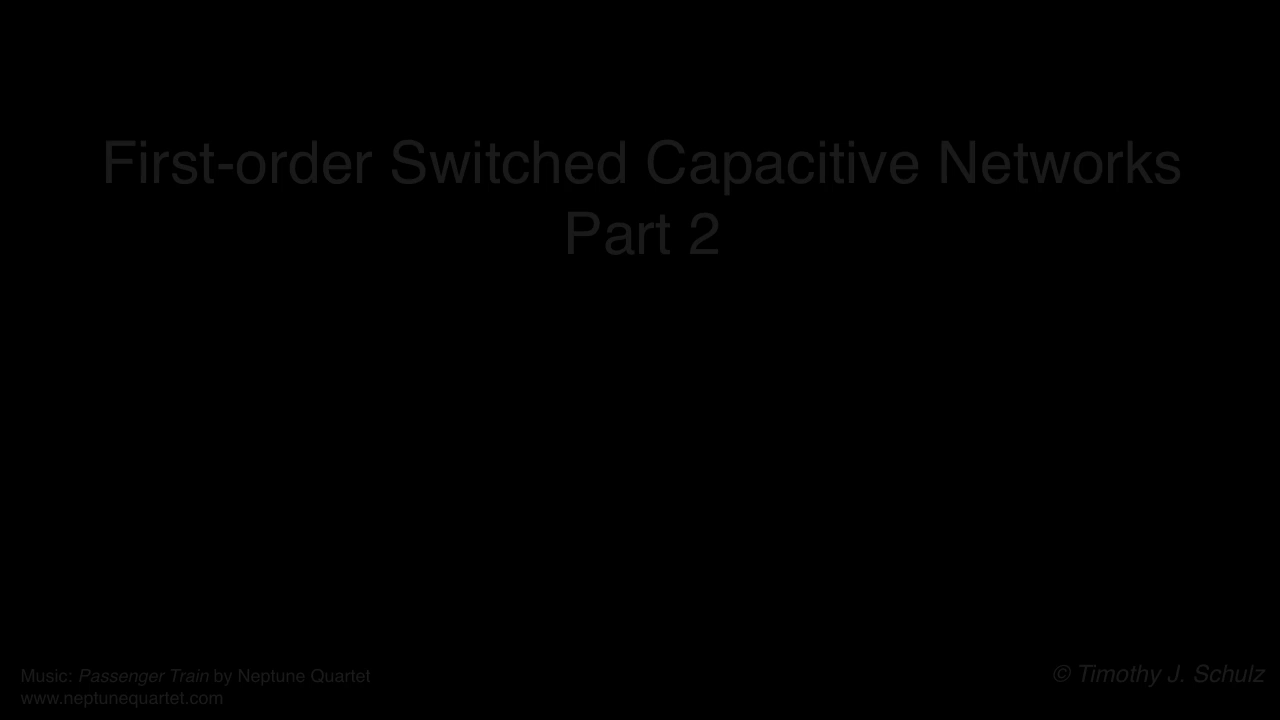 First-order Switched Capacitive Networks
Part 2
Music: Passenger Train by Neptune Quartet
www.neptunequartet.com
© Timothy J. Schulz